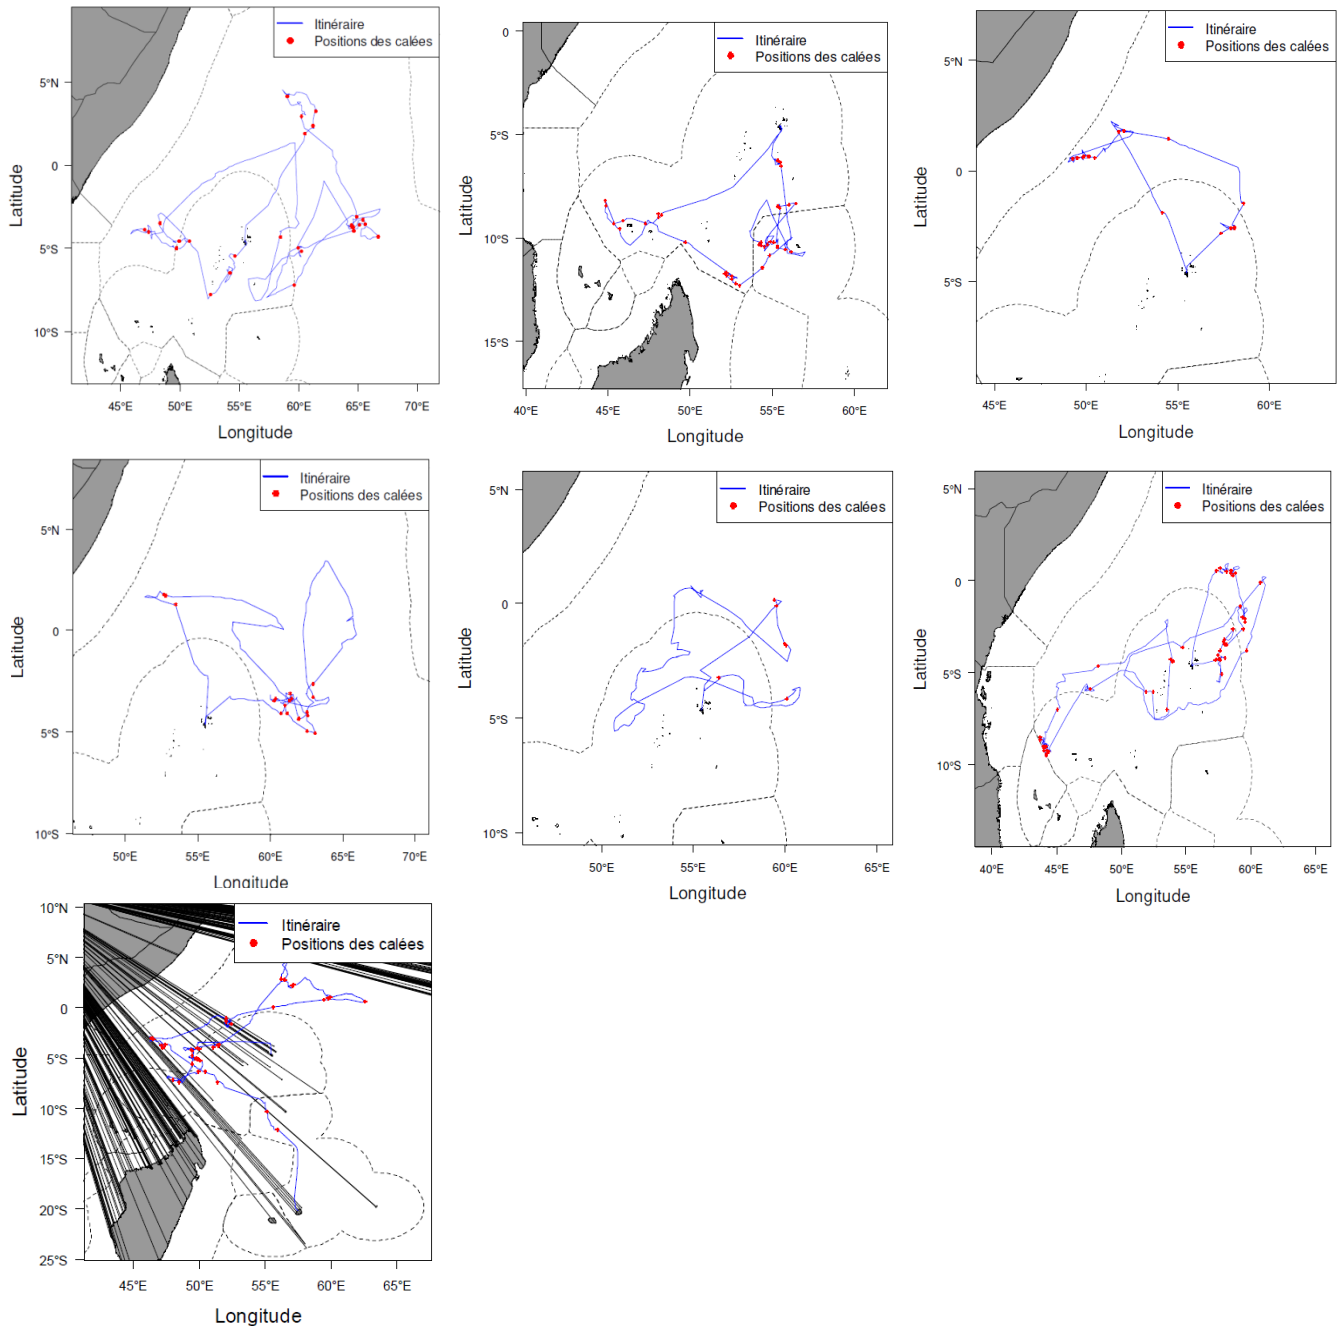 Itinéraire
Positions des calées
5°N
0
5°S
10°S
Latitude
45°E 50°E 55°E 60°E 65°E 70°E
Longitude
Itinéraire
Positions des calées
0
5°S
10°S
15°S
Latitude
40°E 45°E 50°E 55°E 60°E
Longitude
Itinéraire
Positions des calées
5°N
0
5°S
Latitude
45°E 50°E 55°E 60°E
Longitude
Itinéraire
Positions des calées
5°N
0
5°S
10°S
Latitude
50°E 55°E 60°E 65°E 70°E
Longitude
Itinéraire
Positions des calées
5°N
0
5°S
10°S
Latitude
50°E 55°E 60°E 65°E
Longitude
Itinéraire
Positions des calées
5°N
0
5°S
10°S
Latitude
40°E 45°E 50°E 55°E 60°E 65°E
Longitude
Itinéraire
Positions des calées
10°N
5°N
0
5°S
10°S
15°S
20°S
25°S
Latitude
45°E 50°E 55°E 60°E 65°E
Longitude